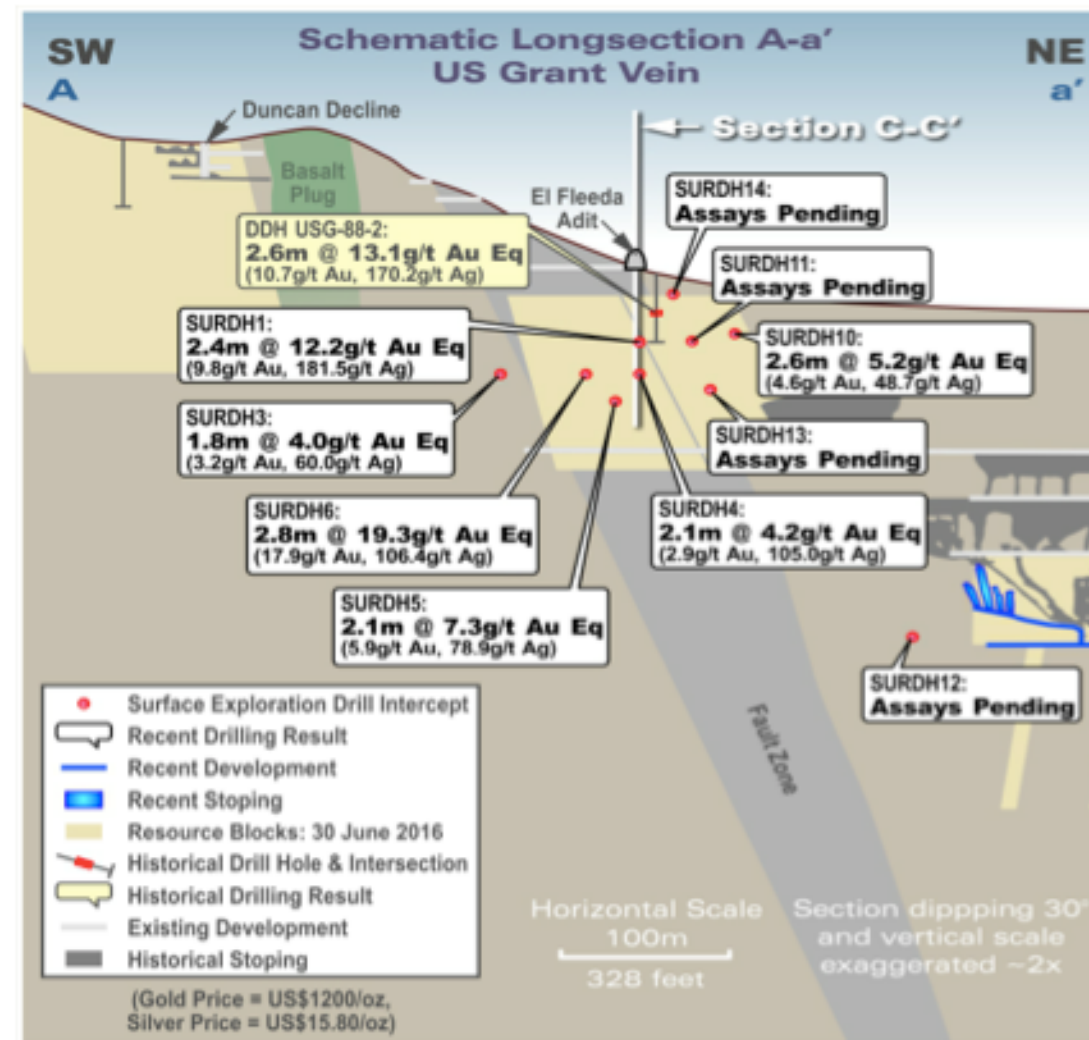 SW
A
Schematic Longsection A-a'
US Grant Vein
NE
a'
Duncan Decline
Section C-C'
Basalt
Plug
El Fleeda
Adit
SURDH14:
Assays Pending
DDH USG-88-2:
2.6m @ 13.1g/t Au Eq
(10.7g/t Au, 170.2g/t Ag)
SURDH11:
Assays Pending
SURDH1:
2.4m @ 12.2g/t Au Eq
(9.8g/t Au, 181.5g/t Ag)
SURDH10:
2.6m @ 5.2g/t Au Eq
(4.6g/t Au, 48.7g/t Ag)
SURDH3:
1.8m @ 4.0g/t Au Eq
(3.2g/t Au, 60.0g/t Ag)
SURDH13:
Assays Pending
SURDH6:
2.8m @ 19.3g/t Au Eq
(17.9g/t Au, 106.4g/t Ag)
SURDH4:
2.1m @ 4.2g/t Au Eq
(2.9g/t Au, 105.0g/t Ag)
SURDH5:
2.1m @ 7.3g/t Au Eq
(5.9g/t Au, 78.9g/t Ag)
SURDH12:
Assays Pending
Fault Zone
Surface Exploration Drill Intercept
Recent Drilling Result
Recent Development
Recent Stoping
Resource Blocks: 30 June 2016
Historical Drill Hole & Intersection
Historical Drilling Result
Existing Development
Historical Stoping
(Gold Price = US$1200/oz,
Silver Price = US$15.80/oz)
Horizontal Scale
100m
328 feet
Section dippping 30°
and vertical scale
exaggerated ~2x